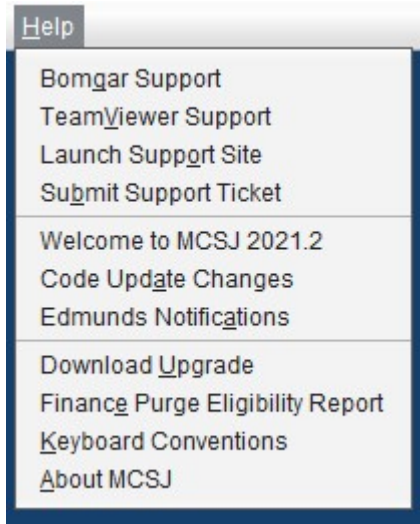 Help
Bomgar Support
TeamViewer Support
Launch Support Site
Submit Support Ticket
Welcome to MCSJ 2021.2
Code Update Changes
Edmunds Notifications
Download Upgrade
Finance Purge Eligibility Report
Keyboard Conventions
About MCSJ